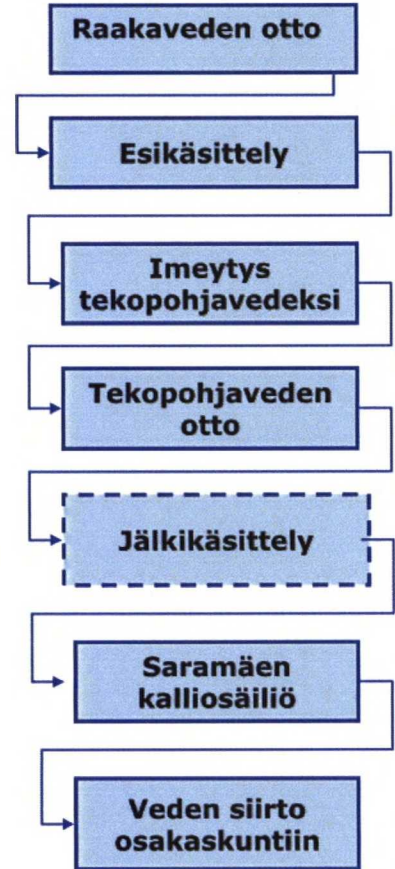 Raakaveden otto
Esikäsittely
Imeytys
tekopohjavedeksi
Tekopohjaveden
otto
Jälkikäsittely
Saramäen
kalliosäiliö
Veden siirto
osakaskuntiin